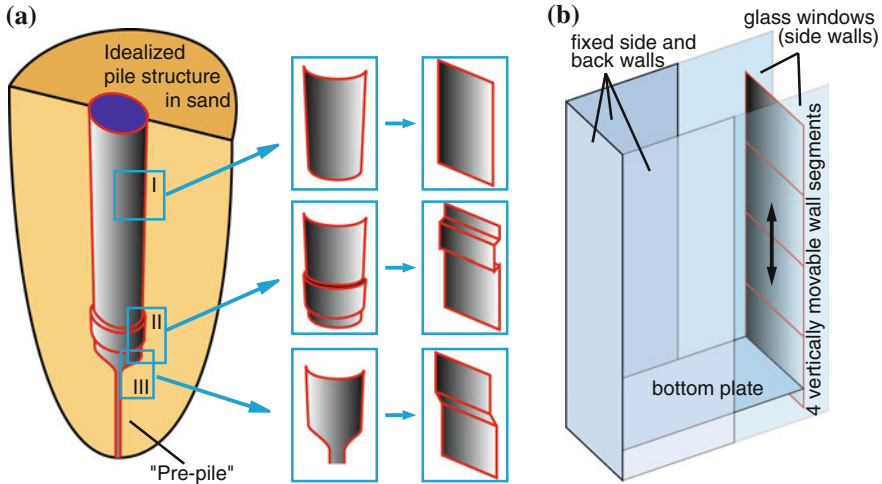 (a)
Idealized
pile structure
in sand
I
II
III
"Pre-pile"
(b)
glass windows
(side walls)
fixed side and
back walls
4 vertically movable wall segments
bottom plate